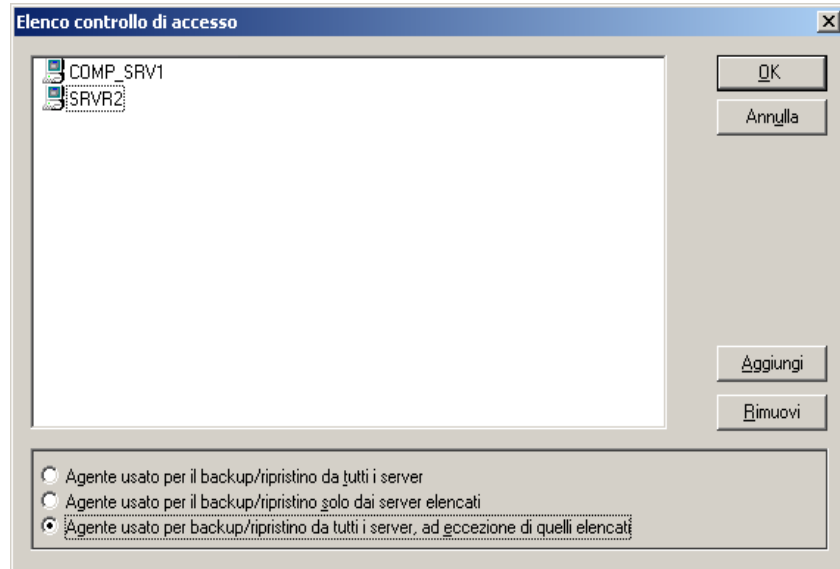 Elenco controllo di accesso
COMP_SRV1
SRVR2
OK
Annulla
Aggiungi
Rimuovi
Agente usato per il backup/ripristino da tutti i server
Agente usato per il backup/ripristino solo dai server elencati
Agente usato per backup/ripristino da tutti i server, ad eccezione di quelli elencati